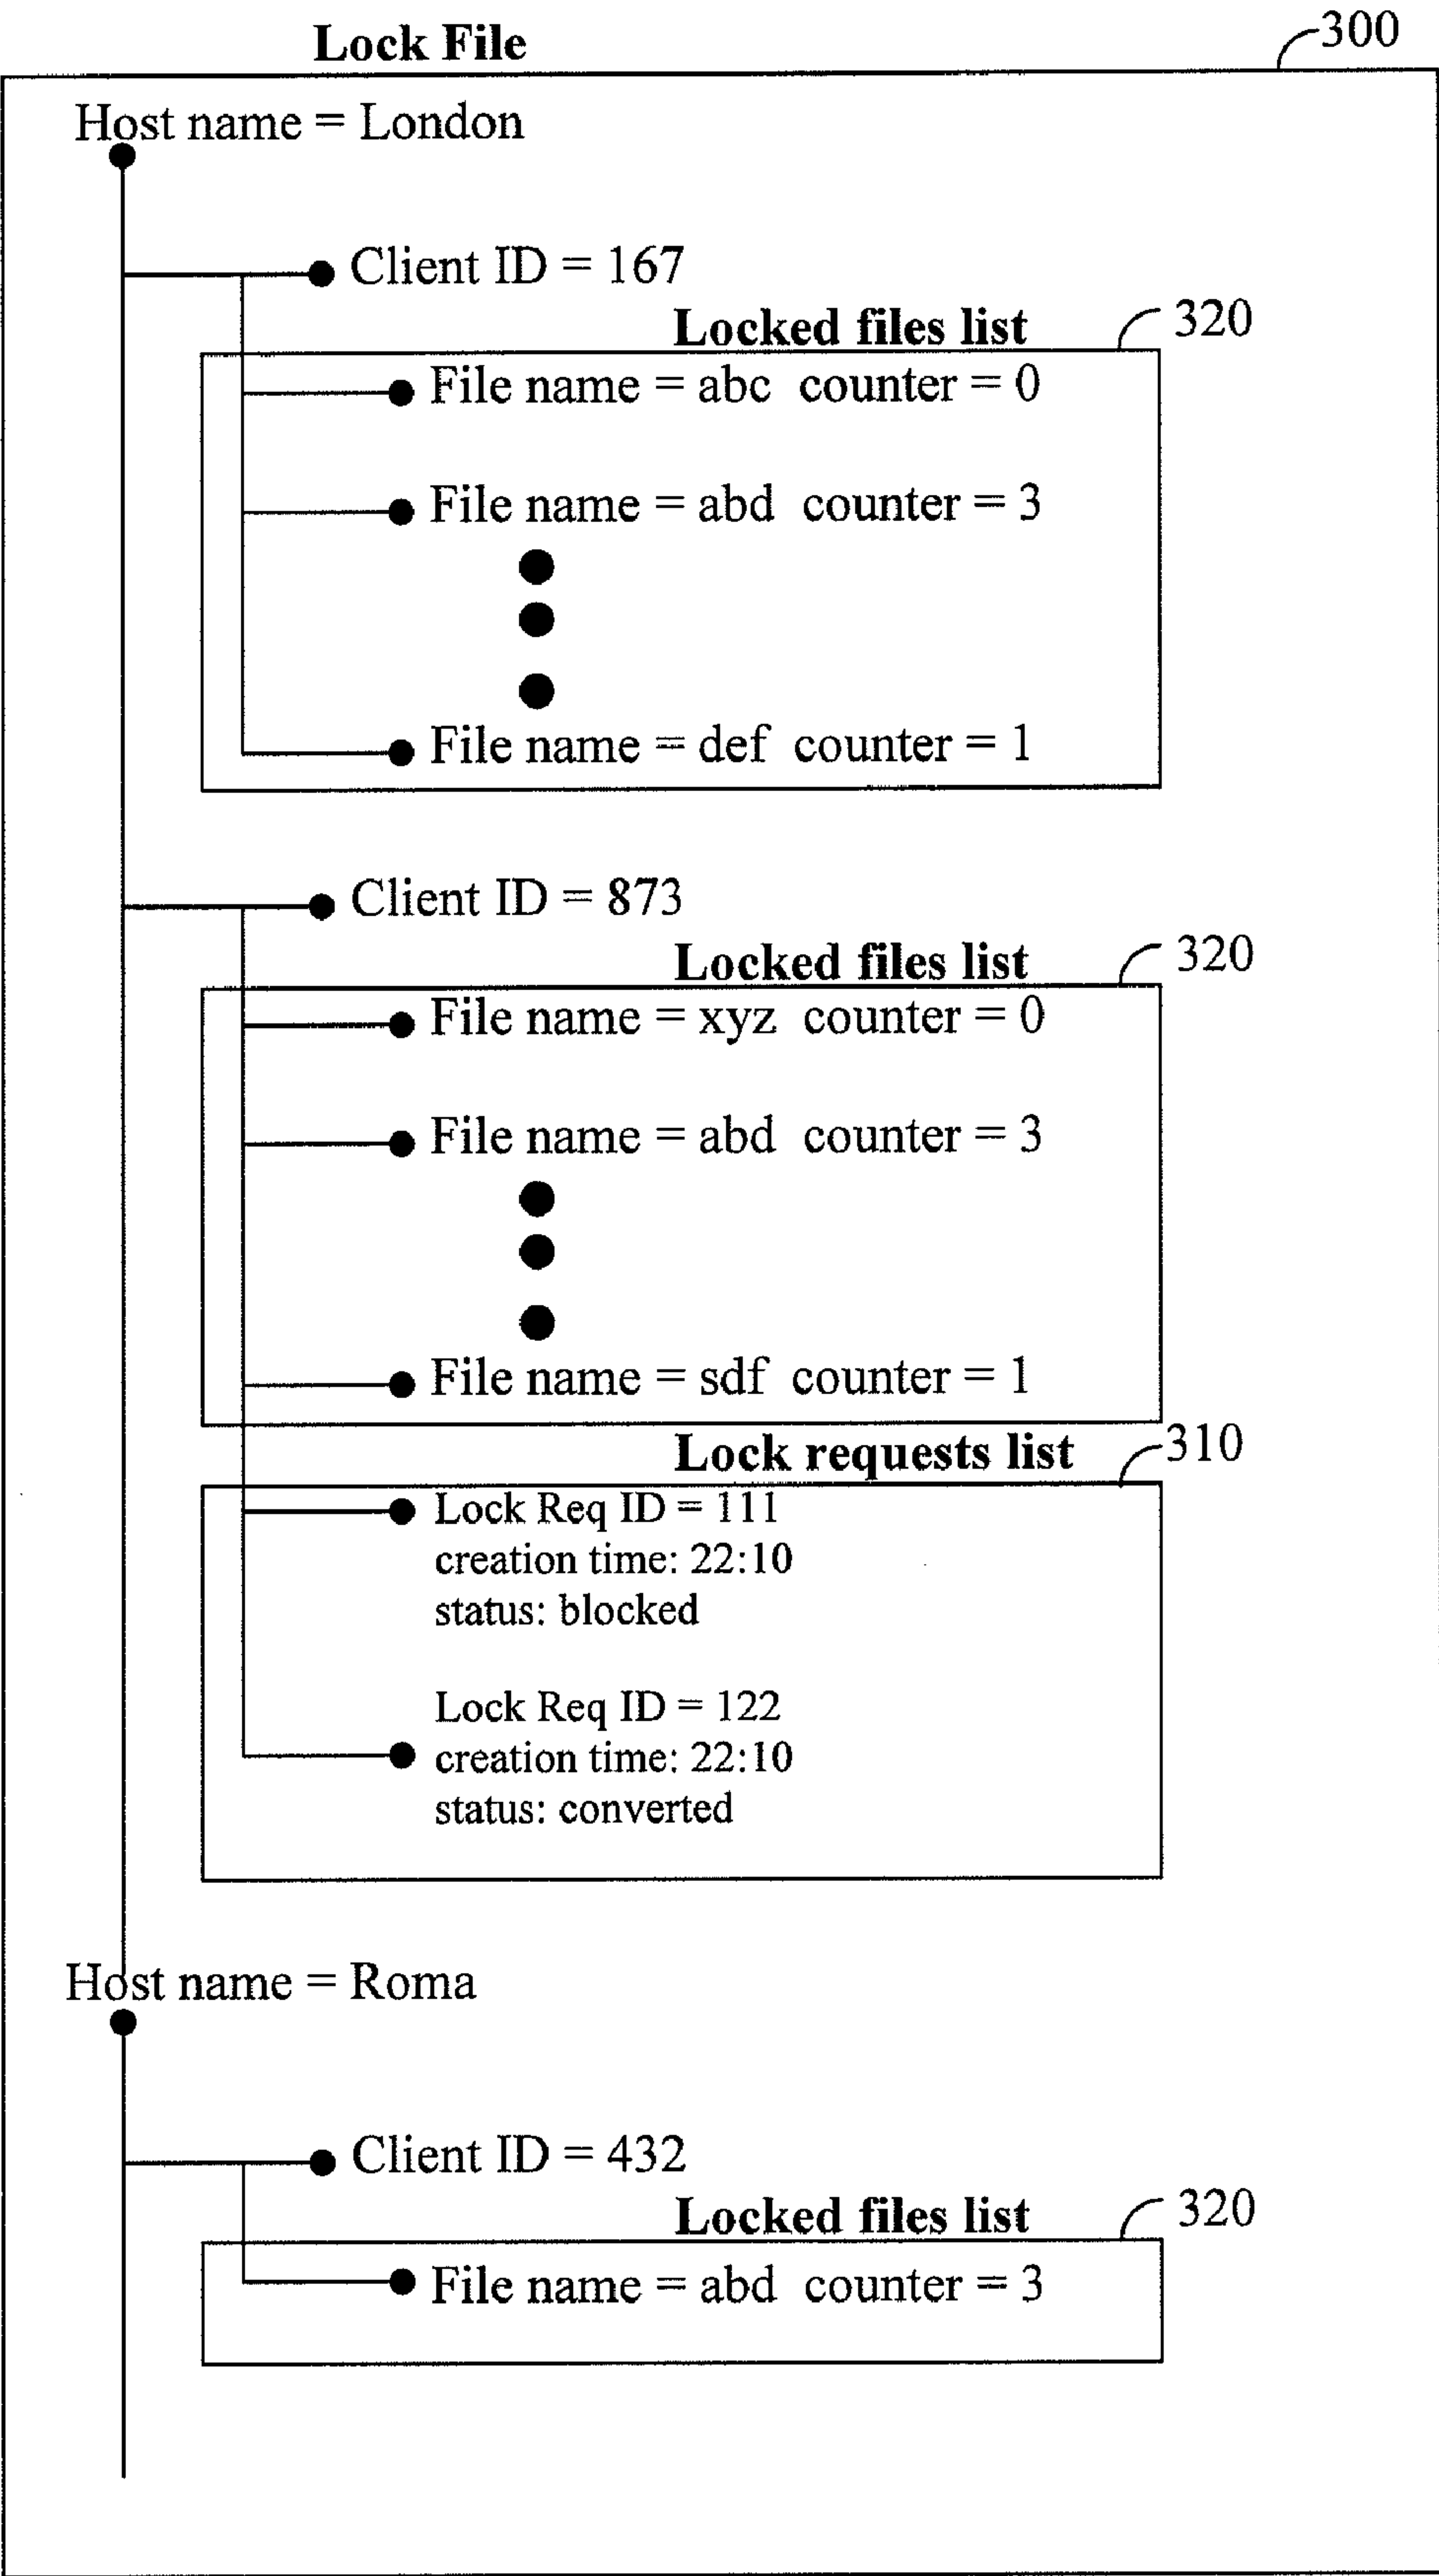 Lock File
300
Host name = London
Client ID = 167
Locked files list
320
File name = abc counter = 0
File name = abd counter = 3
File name = def counter = 1
Client ID = 873
Locked files list
320
File name = xyz counter = 0
File name = abd counter = 3
File name = sdf counter = 1
Lock requests list
310
Lock Req ID = 111
creation time: 22:10
status: blocked
Lock Req ID = 122
creation time: 22:10
status: converted
Host name = Roma
Client ID = 432
Locked files list
320
File name = abd counter = 3